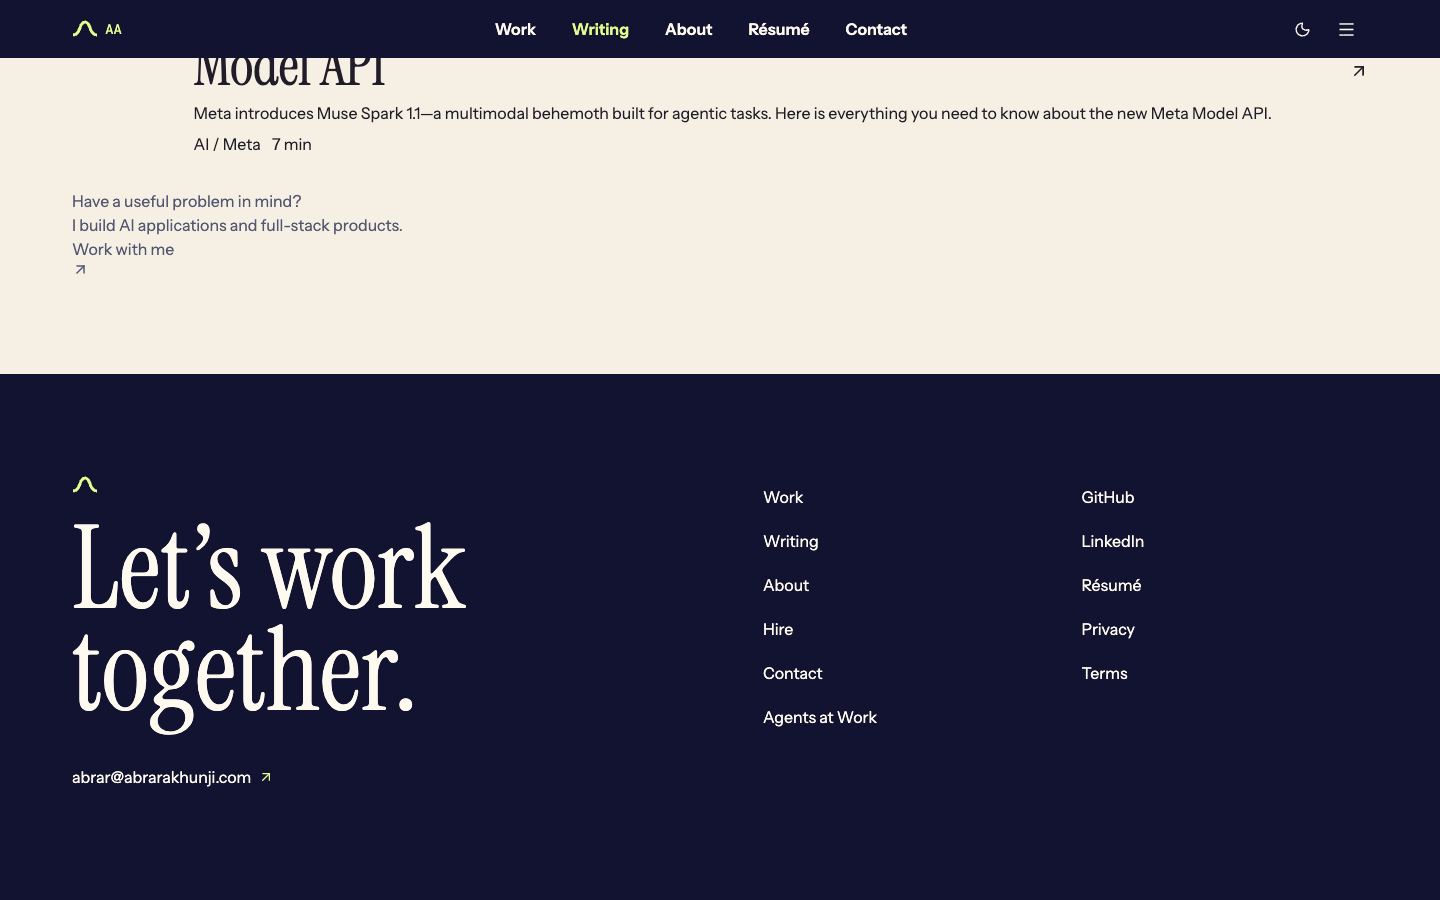 AA
Work
Writing
About
Résumé
Contact
Model API
Meta introduces Muse Spark 1.1—a multimodal behemoth built for agentic tasks. Here is everything you need to know about the new Meta Model API.
AI / Meta 7 min
Have a useful problem in mind?
I build AI applications and full-stack products.
Work with me
Let’s work
together.
abrar@abrarakhunji.com
Work
Writing
About
Hire
Contact
Agents at Work
GitHub
LinkedIn
Résumé
Privacy
Terms